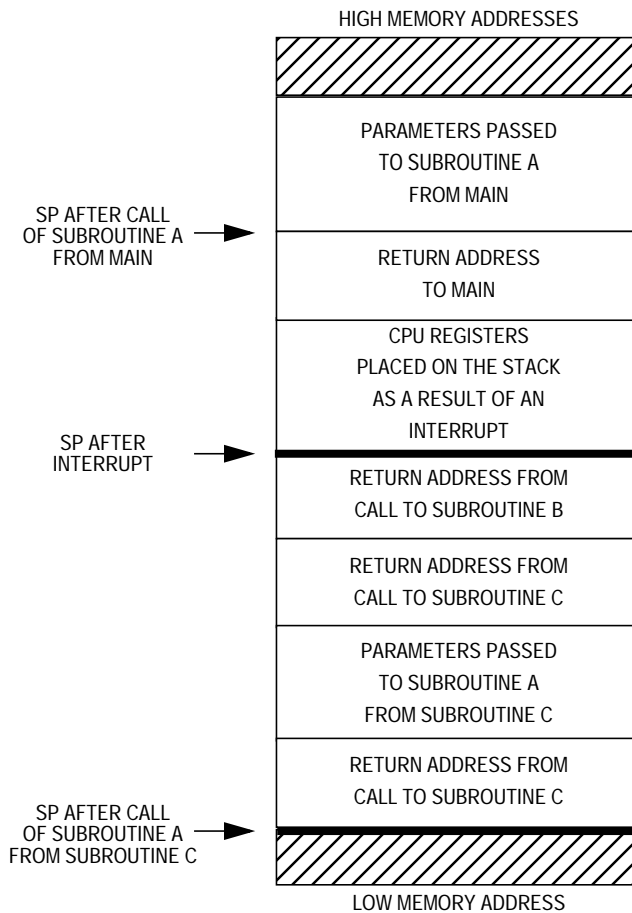 HIGH MEMORY ADDRESSES
PARAMETERS PASSED
TO SUBROUTINE A
FROM MAIN
SP AFTER CALL
OF SUBROUTINE A
FROM MAIN
RETURN ADDRESS
TO MAIN
CPU REGISTERS
PLACED ON THE STACK
AS A RESULT OF AN
INTERRUPT
SP AFTER
INTERRUPT
RETURN ADDRESS FROM
CALL TO SUBROUTINE B
RETURN ADDRESS FROM
CALL TO SUBROUTINE C
PARAMETERS PASSED
TO SUBROUTINE A
FROM SUBROUTINE C
RETURN ADDRESS FROM
CALL TO SUBROUTINE C
SP AFTER CALL
OF SUBROUTINE A
FROM SUBROUTINE C
LOW MEMORY ADDRESS